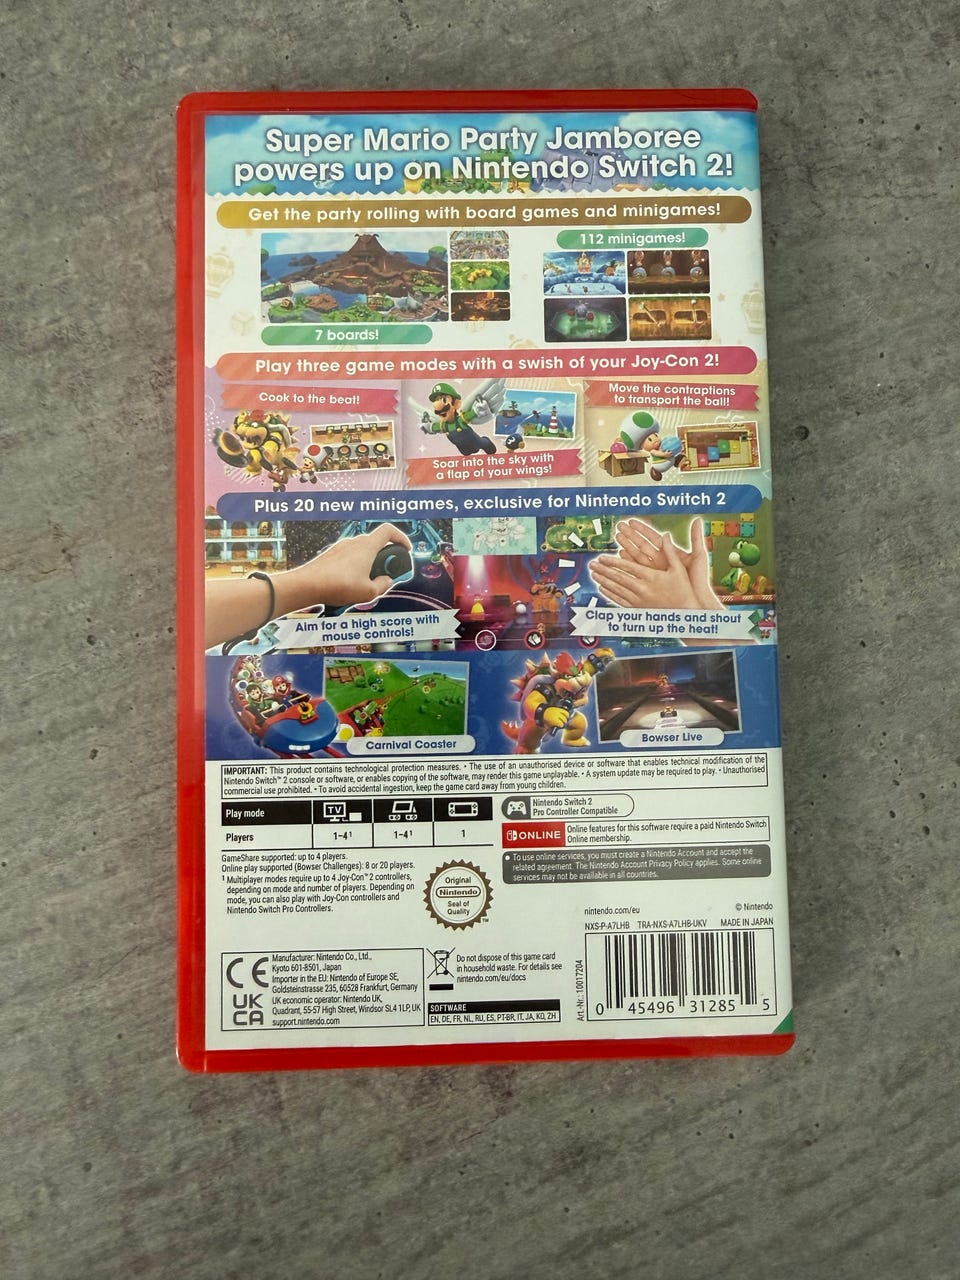 Super Mario Party Jamboree
powers up on Nintendo Switch 2!
Get the party rolling with board games and minigames!
7 boards!
112 minigames!
Play three game modes with a swish of your Joy-Con 2!
Cook to the beat!
Soar into the sky with
a flap of your wings!
Move the contraptions
to transport the ball!
Plus 20 new minigames, exclusive for Nintendo Switch 2
Aim for a high score with
mouse controls!
Clap your hands and shout
to turn up the heat!
Carnival Coaster
Bowser Live
IMPORTANT: This product contains technological protection measures. • The use of an unauthorised device or software that enables technical modification of the
Nintendo Switch™ 2 console or software, or enables copying of the software, may render this game unplayable. • A system update may be required to play. • Unauthorised
commercial use prohibited. • To avoid accidental ingestion, keep the game card away from young children.
Play mode
TV
Players 1-4¹ 1-4¹ 1
GameShare supported: up to 4 players.
Online play supported (Bowser Challenges): 8 or 20 players.
¹ Multiplayer modes require up to 4 Joy-Con™ 2 controllers,
depending on mode and number of players. Depending on
mode, you can also play with Joy-Con controllers and
Nintendo Switch Pro Controllers.
Original
Nintendo
Seal of
Quality
TM
Nintendo Switch 2
Pro Controller Compatible
ONLINE
Online features for this software require a paid Nintendo Switch
Online membership.
• To use online services, you must create a Nintendo Account and accept the
related agreement. The Nintendo Account Privacy Policy applies. Some online
services may not be available in all countries.
nintendo.com/eu
© Nintendo
NXS-P-A7LHB TRA-NXS-A7LHB-UKV MADE IN JAPAN
CE
UK
CA
Manufacturer: Nintendo Co., Ltd.,
Kyoto 601-8501, Japan
Importer in the EU: Nintendo of Europe SE,
Goldsteinstrasse 235, 60528 Frankfurt, Germany
UK economic operator: Nintendo UK,
Quadrant, 55-57 High Street, Windsor SL4 1LP, UK
support.nintendo.com
Do not dispose of this game card
in household waste. For details see
nintendo.com/eu/docs
SOFTWARE
EN, DE, FR, NL, RU, ES, PT-BR, IT, JA, KO, ZH
Art.-Nr.: 10017204
0 45496 31285 5